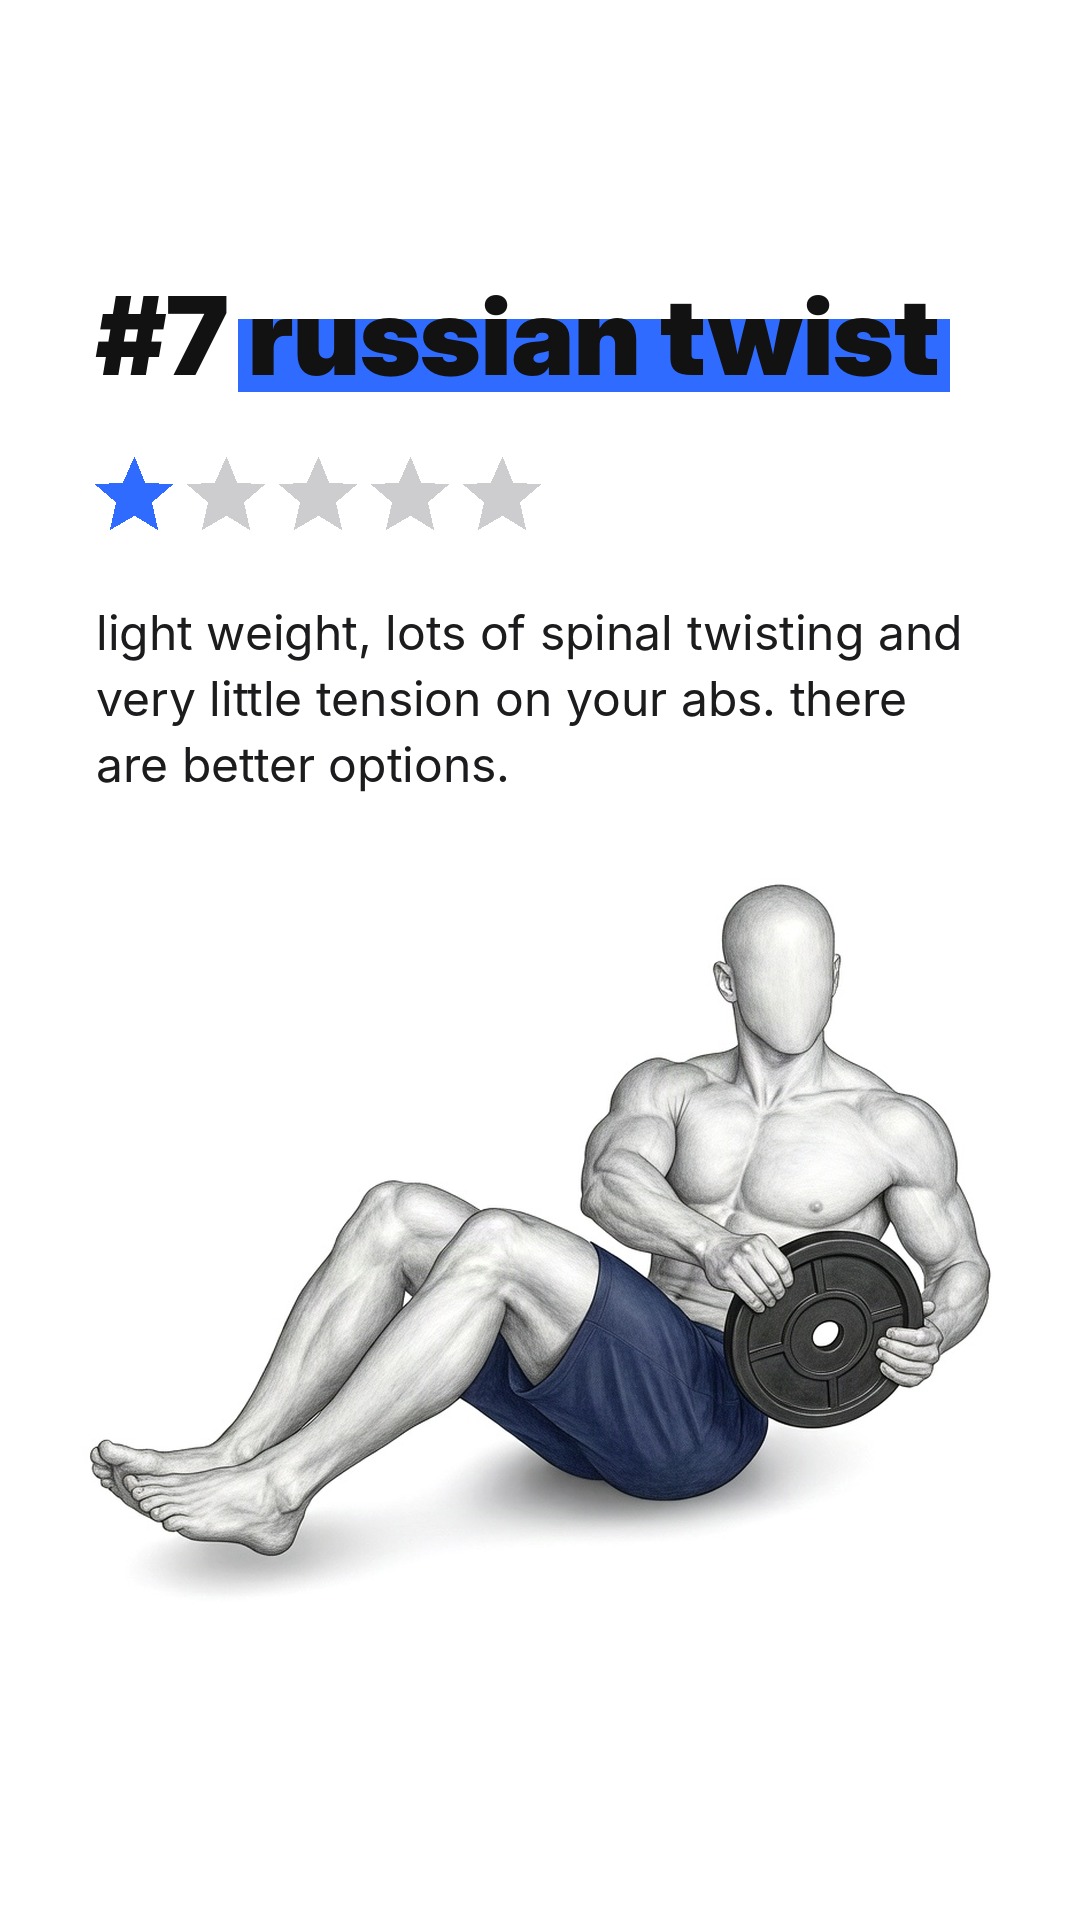 #7 russian twist
light weight, lots of spinal twisting and
very little tension on your abs. there
are better options.